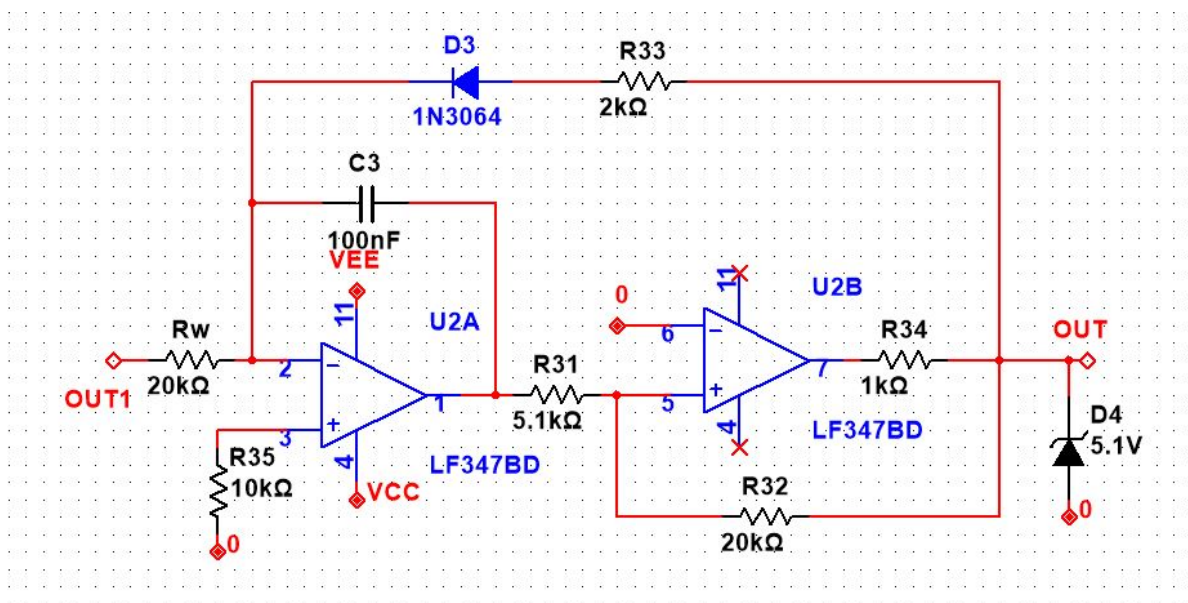 D3
1N3064
R33
2kΩ
C3
100nF
VEE
11
U2A
Rw
20kΩ
OUT1
2
3
1
4
LF347BD
VCC
R35
10kΩ
0
R31
5.1kΩ
0
6
5
11
U2B
7
4
LF347BD
R34
1kΩ
OUT
R32
20kΩ
D4
5.1V
0